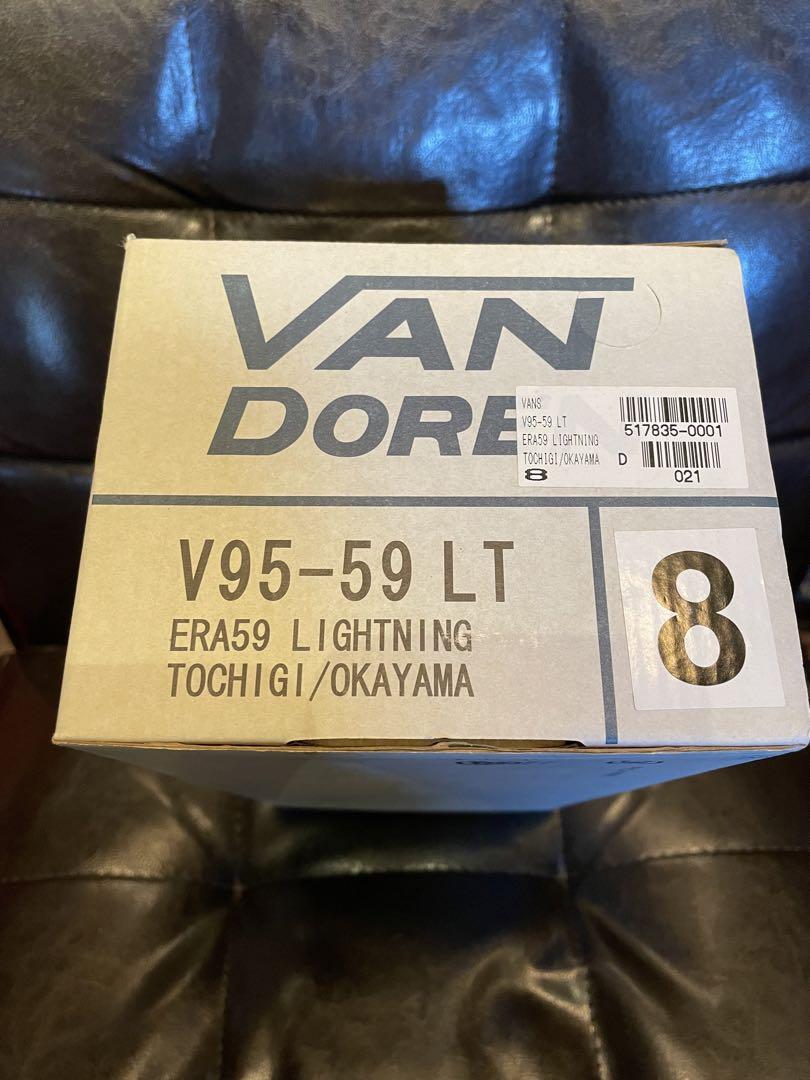 VAN
DOREN
VANS
V95-59 LT
ERA59 LIGHTNING
TOCHIGI/OKAYAMA
8
517835-0001
D
021
V95-59 LT
ERA59 LIGHTNING
TOCHIGI/OKAYAMA
8